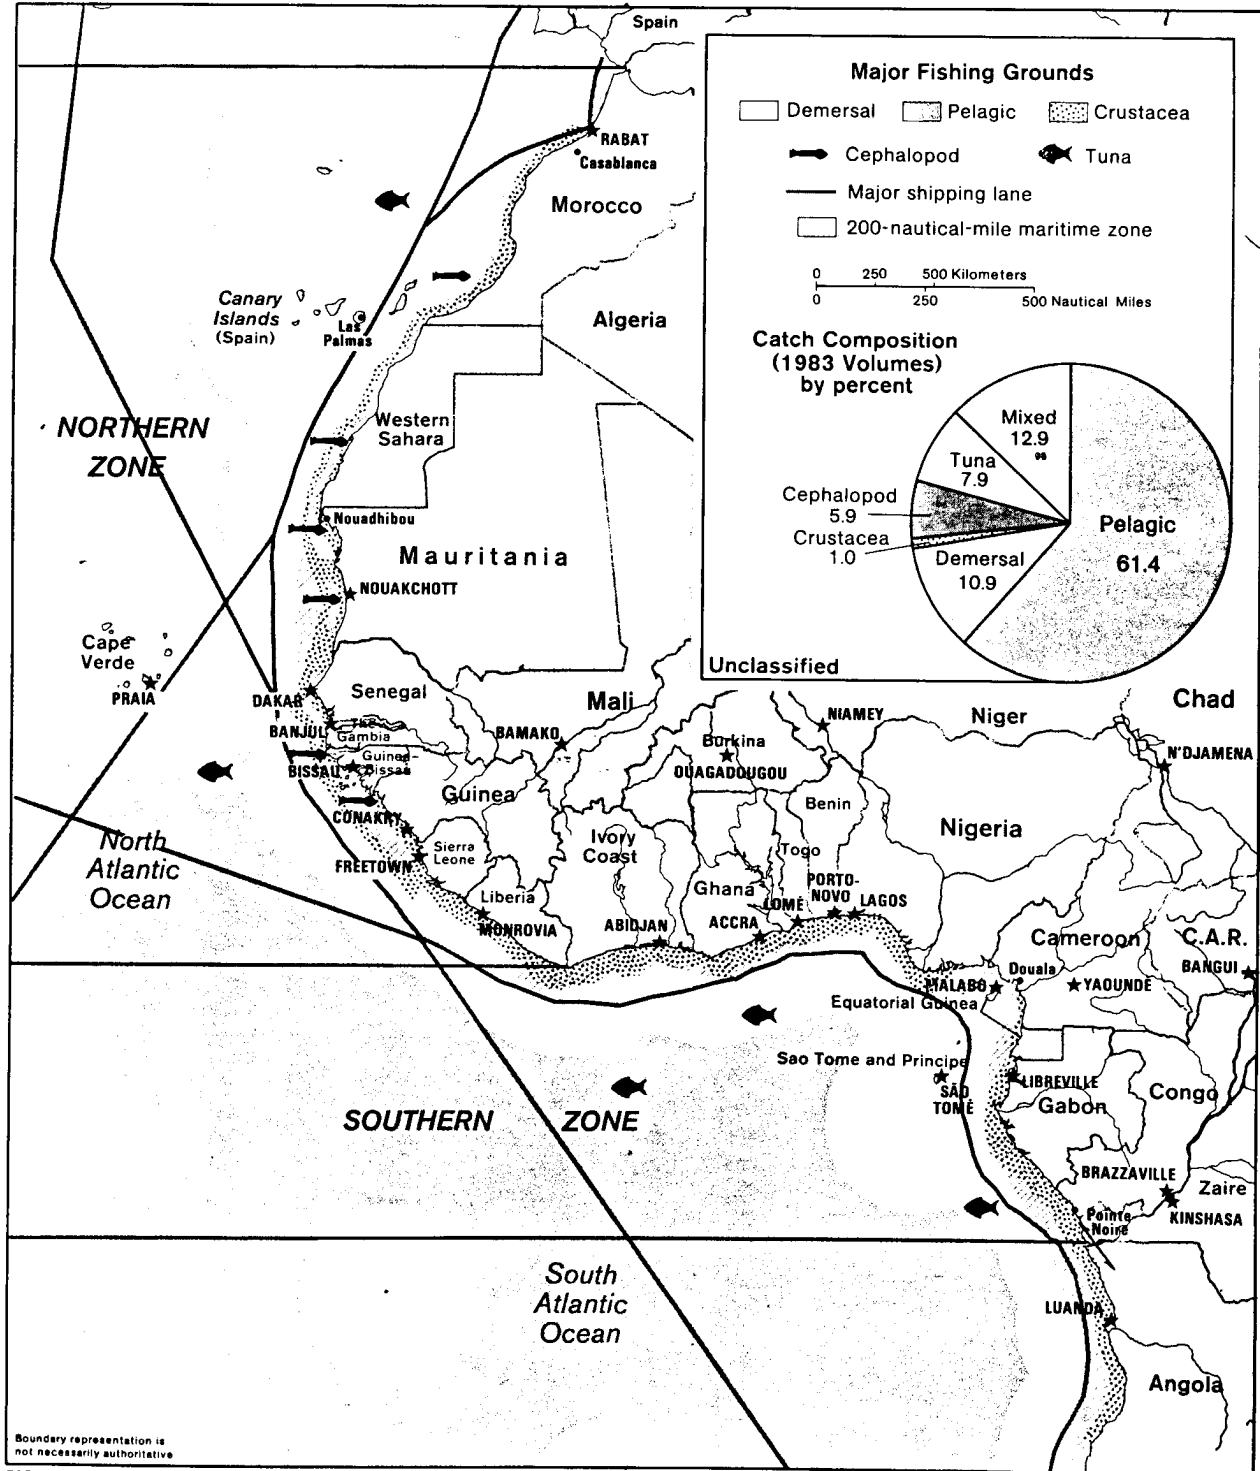 Spain
Major Fishing Grounds
Demersal
Pelagic
Crustacea
Cephalopod
Tuna
Major shipping lane
200-nautical-mile maritime zone
0 250 500 Kilometers
0 250 500 Nautical Miles
Catch Composition
(1983 Volumes)
by percent
Mixed
12.9
Tuna
7.9
Cephalopod
5.9
Crustacea
1.0
Demersal
10.9
Pelagic
61.4
Unclassified
RABAT
Casablanca
Morocco
Canary
Islands
(Spain)
Las
Palmas
Algeria
NORTHERN
ZONE
Western
Sahara
Nouadhibou
Mauritania
NOUAKCHOTT
Cape
Verde
PRAIA
DAKAR
Senegal
Mali
BANJUL
The
Gambia
BAMAKO
NIAMEY
Niger
Chad
N'DJAMENA
BISSAU
Guinea-
Bissau
Burkina
OUAGADOUGOU
Guinea
CONAKRY
Benin
Nigeria
North
Atlantic
Ocean
FREETOWN
Sierra
Leone
Ivory
Coast
Togo
Ghana
PORTO-
NOVO
LAGOS
LOMÉ
Liberia
MONROVIA
ABIDJAN
ACCRA
Cameroon
C.A.R.
BANGUI
Douala
MALABO
YAOUNDÉ
Equatorial Guinea
Sao Tome and Principe
SÃO
TOMÉ
LIBREVILLE
Gabon
Congo
SOUTHERN ZONE
BRAZZAVILLE
Zaire
KINSHASA
Pointe
Noire
South
Atlantic
Ocean
LUANDA
Angola
Boundary representation is
not necessarily authoritative